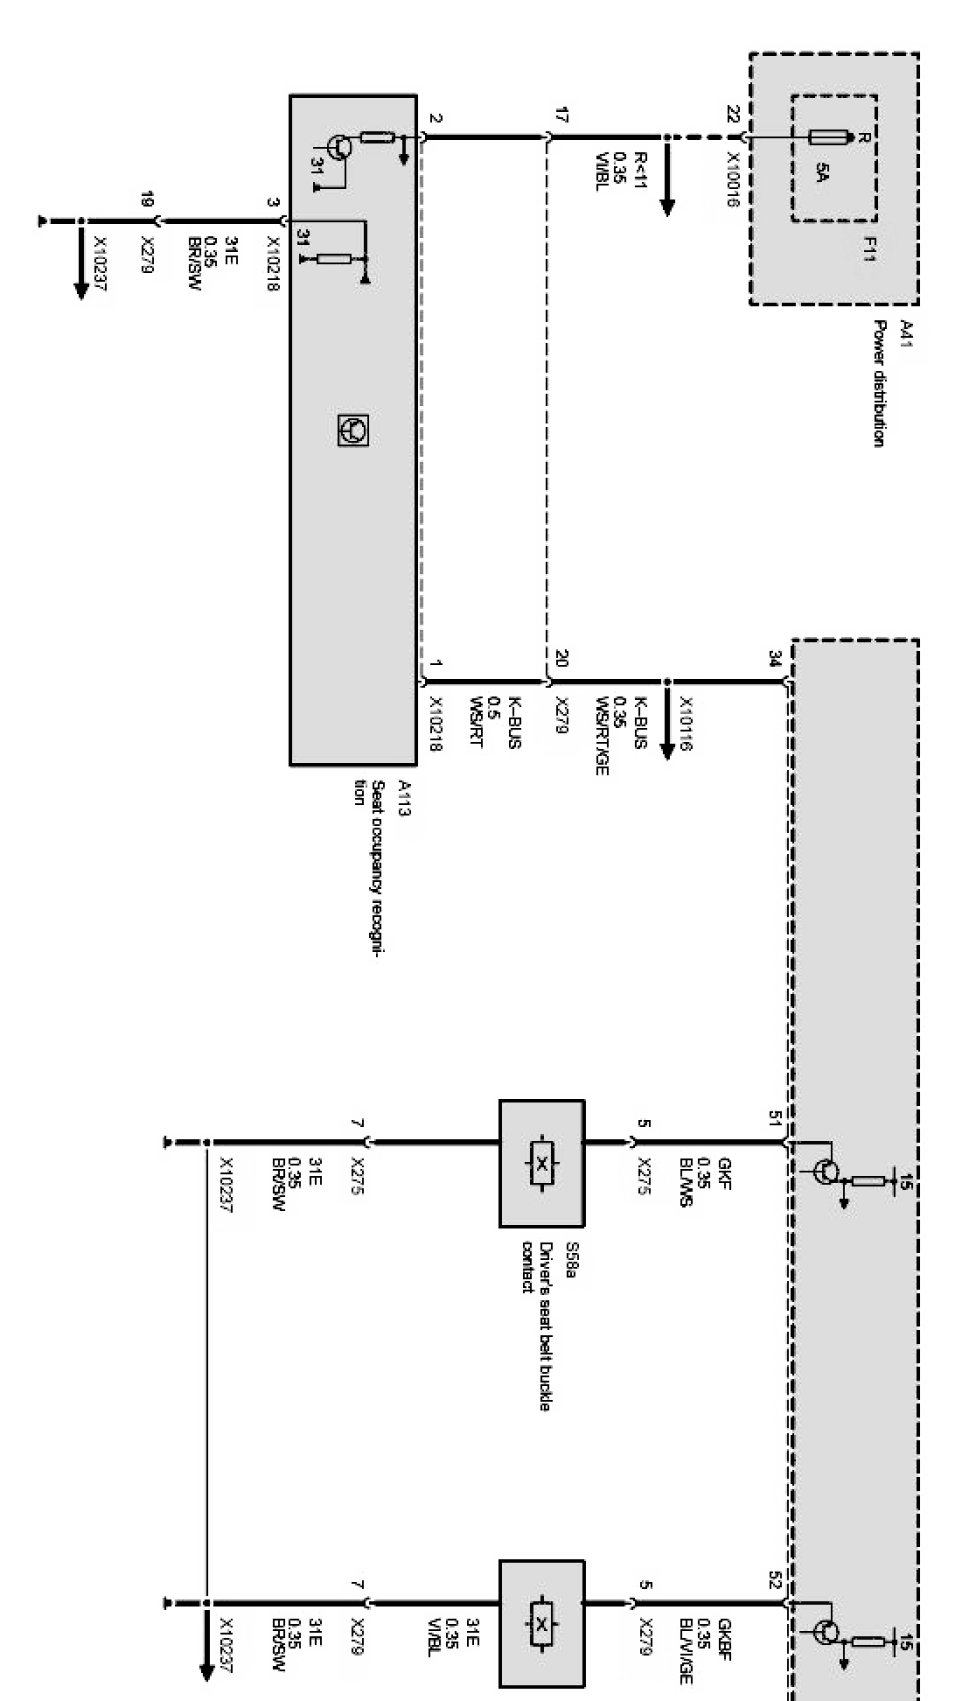 R
5A
F11
A41
Power distribution
22
X10016
R<11
0.35
VI/BL
17
2
31
31
3
X10218
31E
0.35
BR/SW
19
X279
X10237
34
X10116
K-BUS
0.35
WS/RT/GE
20
X279
K-BUS
0.5
WS/RT
1
X10218
A113
Seat occupancy recogni-
tion
15
51
GKF
0.35
BL/WS
5
X275
S58a
Driver's seat belt buckle
contact
7
X275
31E
0.35
BR/SW
X10237
15
52
GKBF
0.35
BL/VI/GE
5
X279
31E
0.35
VI/BL
7
X279
31E
0.35
BR/SW
X10237